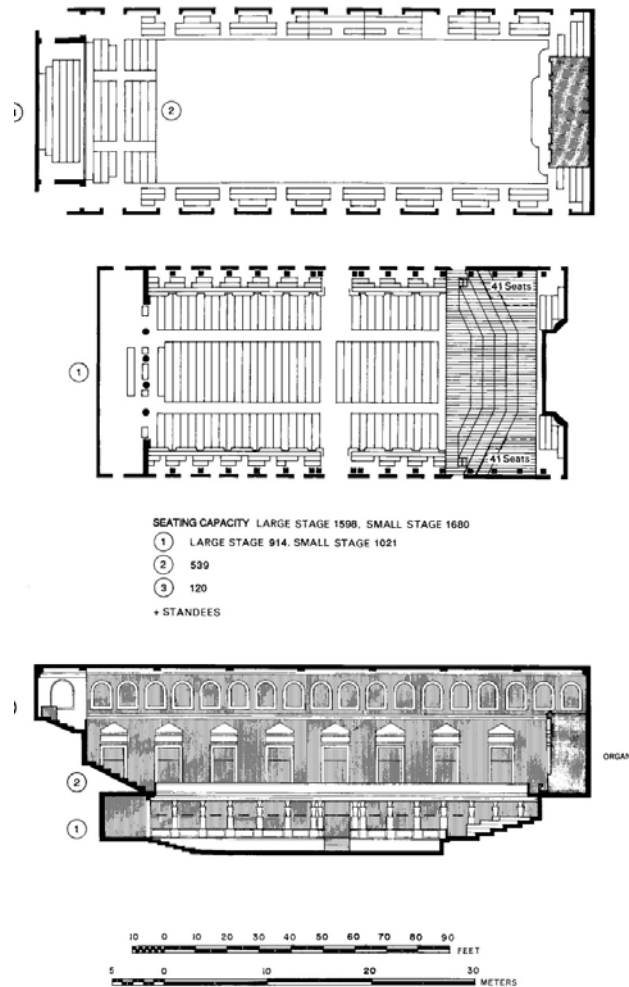 2
41 Seats
1
41 Seats
SEATING CAPACITY LARGE STAGE 1598, SMALL STAGE 1680
1 LARGE STAGE 914, SMALL STAGE 1021
2 539
3 120
+ STANDEES
ORGAN
2
1
10 0 10 20 30 40 50 60 70 80 90 FEET
5 0 10 20 30 METERS